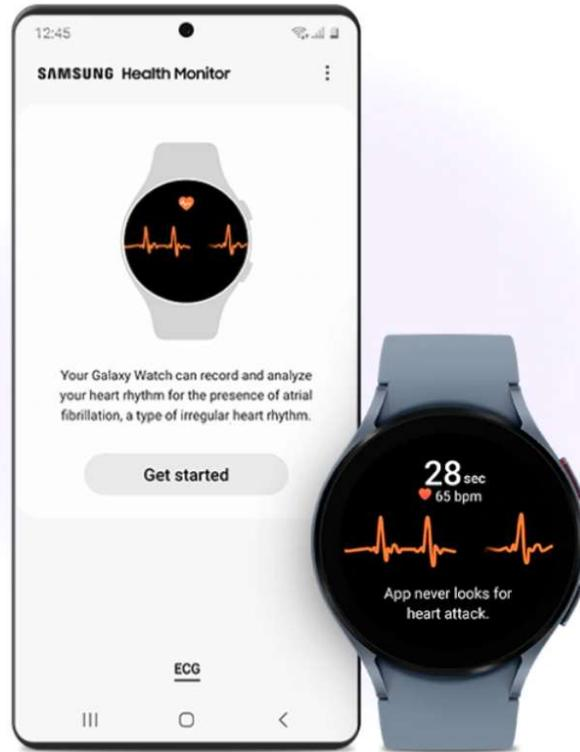 12:45
SAMSUNG Health Monitor
Your Galaxy Watch can record and analyze
your heart rhythm for the presence of atrial
fibrillation, a type of irregular heart rhythm.
Get started
ECG
28 sec
65 bpm
App never looks for
heart attack.